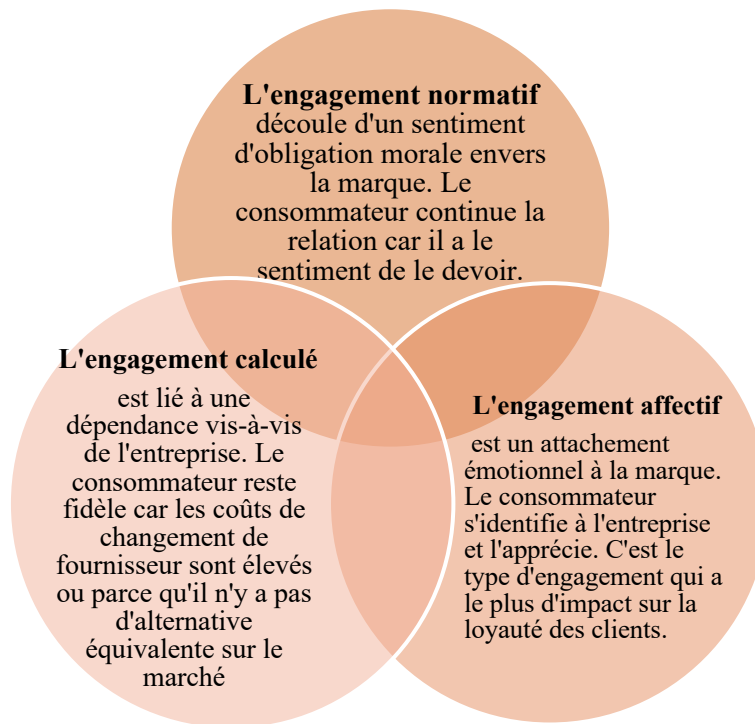 L'engagement normatif
découle d'un sentiment
d'obligation morale envers
la marque. Le
consommateur continue la
relation car il a le
sentiment de le devoir.
L'engagement calculé
est lié à une
dépendance vis-à-vis
de l'entreprise. Le
consommateur reste
fidèle car les coûts de
changement de
fournisseur sont élevés
ou parce qu'il n'y a pas
d'alternative
équivalente sur le
marché
L'engagement affectif
est un attachement
émotionnel à la marque.
Le consommateur
s'identifie à l'entreprise
et l'apprécie. C'est le
type d'engagement qui a
le plus d'impact sur la
loyauté des clients.